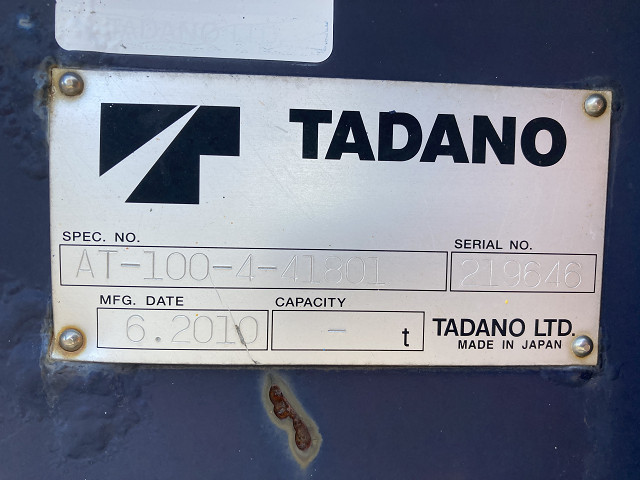 TADANO
SPEC. NO.
AT-100-4-41801
SERIAL NO.
219646
MFG. DATE
6.2010
CAPACITY
- t
TADANO LTD.
MADE IN JAPAN